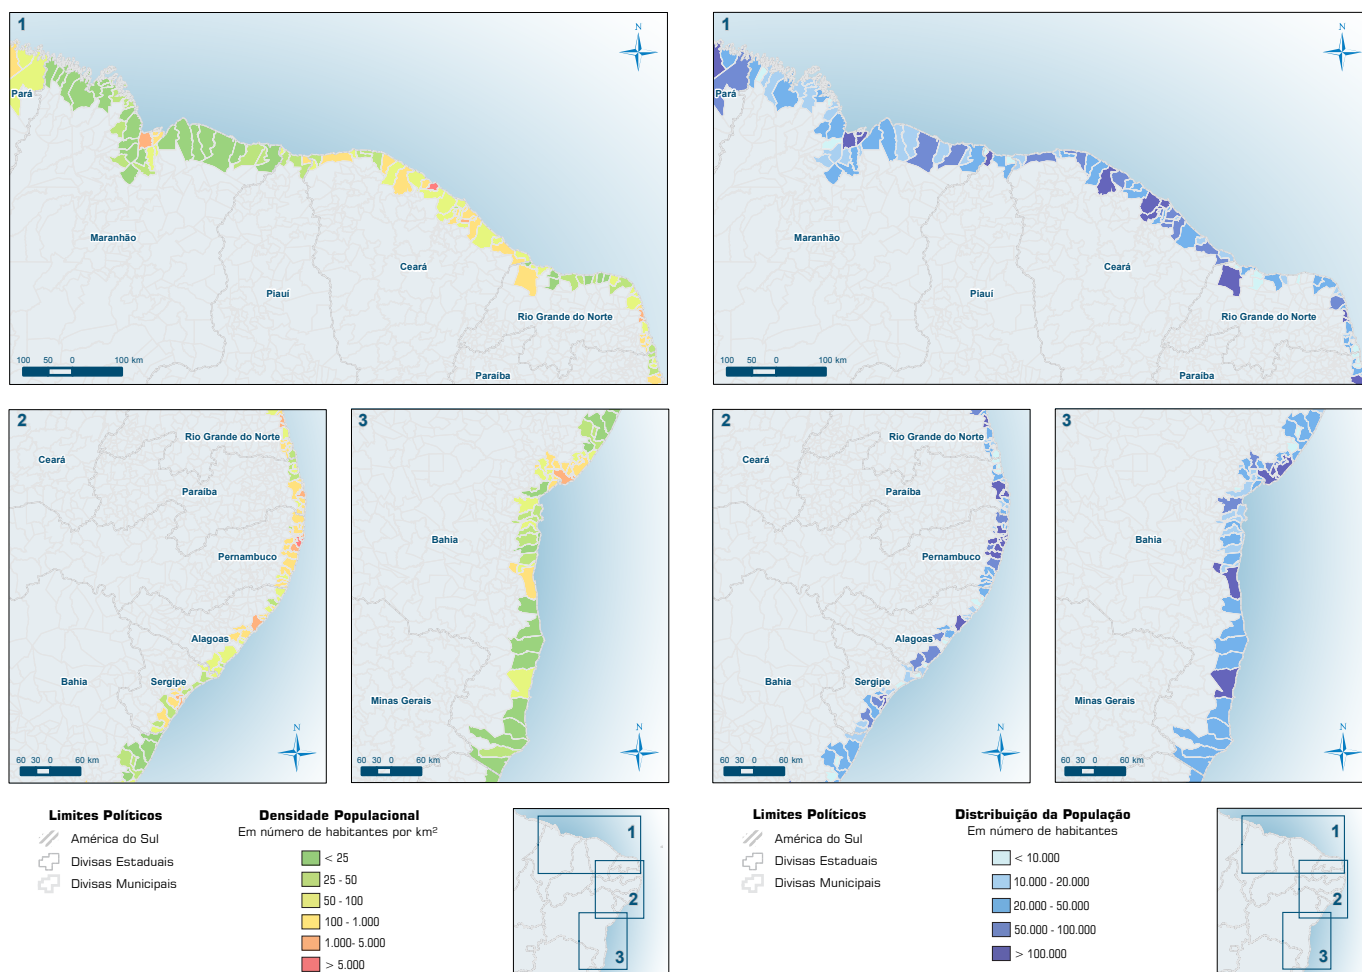 1
N
Pará
Maranhão
Piauí
Ceará
Rio Grande do Norte
Paraíba
100 50 0 100 km
1
N
Pará
Maranhão
Piauí
Ceará
Rio Grande do Norte
Paraíba
100 50 0 100 km
2
Rio Grande do Norte
Ceará
Paraíba
Pernambuco
Alagoas
Bahia
Sergipe
N
60 30 0 60 km
3
Bahia
Minas Gerais
N
60 30 0 60 km
2
Rio Grande do Norte
Ceará
Paraíba
Pernambuco
Alagoas
Bahia
Sergipe
N
60 30 0 60 km
3
Bahia
Minas Gerais
N
60 30 0 60 km
Limites Políticos
América do Sul
Divisas Estaduais
Divisas Municipais
Densidade Populacional
Em número de habitantes por km²
< 25
25 - 50
50 - 100
100 - 1.000
1.000- 5.000
> 5.000
1
2
3
Limites Políticos
América do Sul
Divisas Estaduais
Divisas Municipais
Distribuição da População
Em número de habitantes
< 10.000
10.000 - 20.000
20.000 - 50.000
50.000 - 100.000
> 100.000
1
2
3